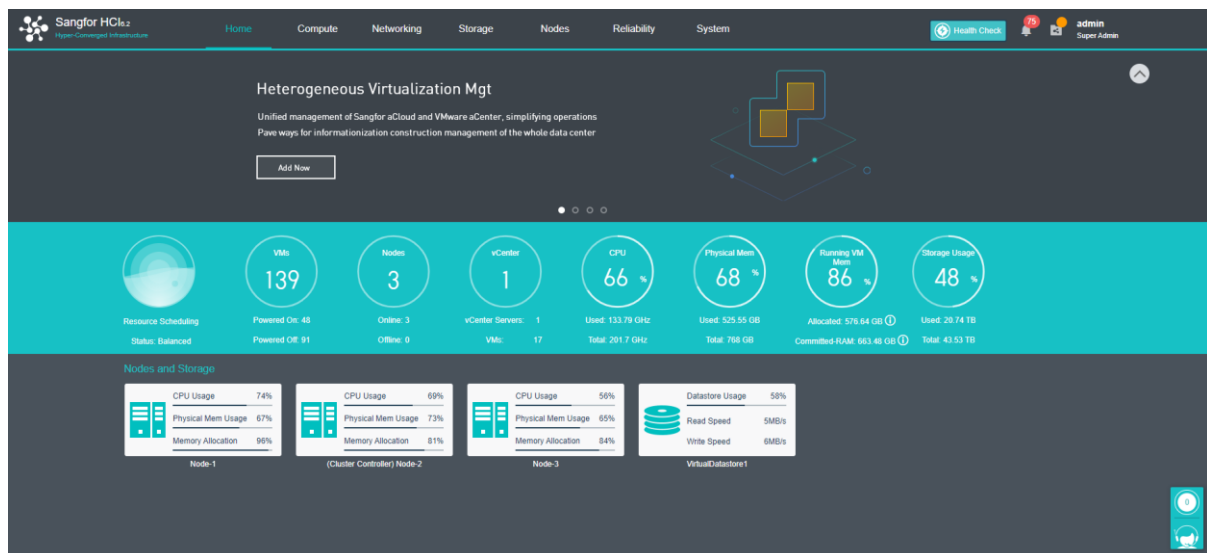 Sangfor HCI6.2
Hyper-Converged Infrastructure
Home Compute Networking Storage Nodes Reliability System
Health Check
75
admin
Super Admin
Heterogeneous Virtualization Mgt
Unified management of Sangfor aCloud and VMware aCenter, simplifying operations
Pave ways for informationization construction management of the whole data center
Add Now
Resource Scheduling
Status: Balanced
VMs
139
Powered On: 48
Powered Off: 91
Nodes
3
Online: 3
Offline: 0
vCenter
1
vCenter Servers: 1
VMs: 17
CPU
66 %
Used: 133.79 GHz
Total: 201.7 GHz
Physical Mem
68 %
Used: 525.55 GB
Total: 768 GB
Running VM
Mem
86 %
Allocated: 576.64 GB
Committed-RAM: 663.48 GB
Storage Usage
48 %
Used: 20.74 TB
Total: 43.53 TB
Nodes and Storage
CPU Usage 74%
Physical Mem Usage 67%
Memory Allocation 96%
Node-1
CPU Usage 69%
Physical Mem Usage 73%
Memory Allocation 81%
(Cluster Controller) Node-2
CPU Usage 56%
Physical Mem Usage 65%
Memory Allocation 84%
Node-3
Datastore Usage 58%
Read Speed 5MB/s
Write Speed 6MB/s
VirtualDatastore1
0